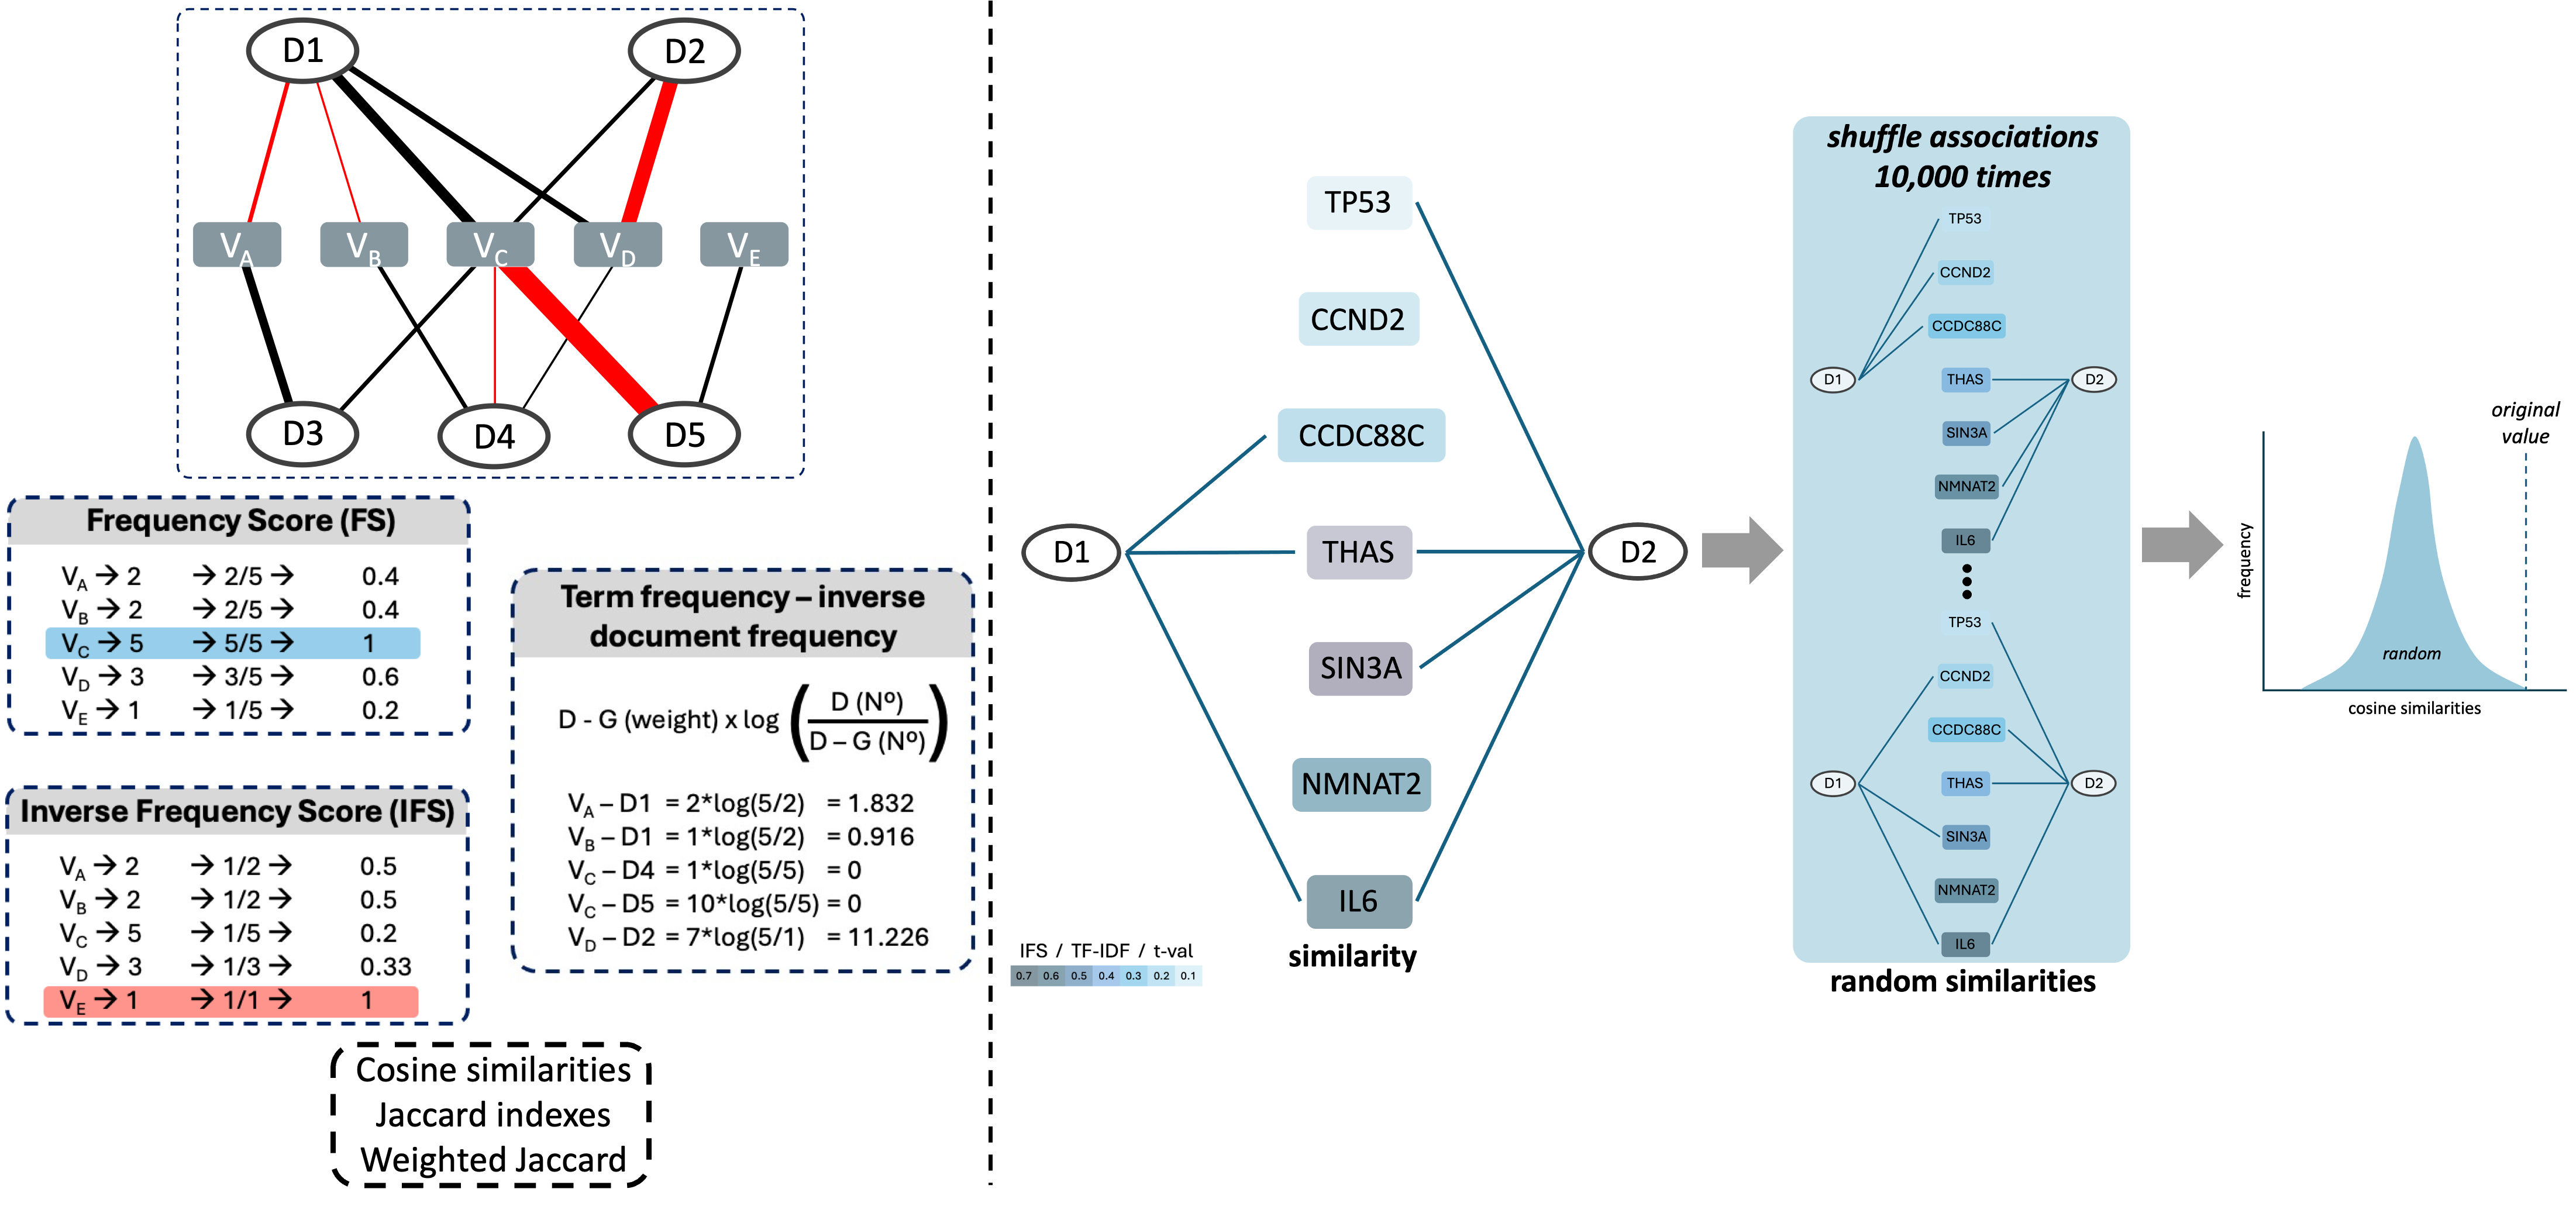 D1
D2
VA
VB
VC
VD
VE
D3
D4
D5
Frequency Score (FS)
VA → 2 → 2/5 → 0.4
VB → 2 → 2/5 → 0.4
VC → 5 → 5/5 → 1
VD → 3 → 3/5 → 0.6
VE → 1 → 1/5 → 0.2
Inverse Frequency Score (IFS)
VA → 2 → 1/2 → 0.5
VB → 2 → 1/2 → 0.5
VC → 5 → 1/5 → 0.2
VD → 3 → 1/3 → 0.33
VE → 1 → 1/1 → 1
Term frequency – inverse
document frequency
D - G (weight) x log (D (Nº) / D – G (Nº))
VA – D1 = 2*log(5/2) = 1.832
VB – D1 = 1*log(5/2) = 0.916
VC – D4 = 1*log(5/5) = 0
VC – D5 = 10*log(5/5) = 0
VD – D2 = 7*log(5/1) = 11.226
Cosine similarities
Jaccard indexes
Weighted Jaccard
TP53
CCND2
CCDC88C
D1
THAS
D2
SIN3A
NMNAT2
IL6
similarity
IFS / TF-IDF / t-val
0.7 0.6 0.5 0.4 0.3 0.2 0.1
shuffle associations
10,000 times
TP53
CCND2
CCDC88C
D1
THAS
D2
SIN3A
NMNAT2
IL6
TP53
CCND2
CCDC88C
D1
THAS
D2
SIN3A
NMNAT2
IL6
random similarities
original
value
frequency
random
cosine similarities